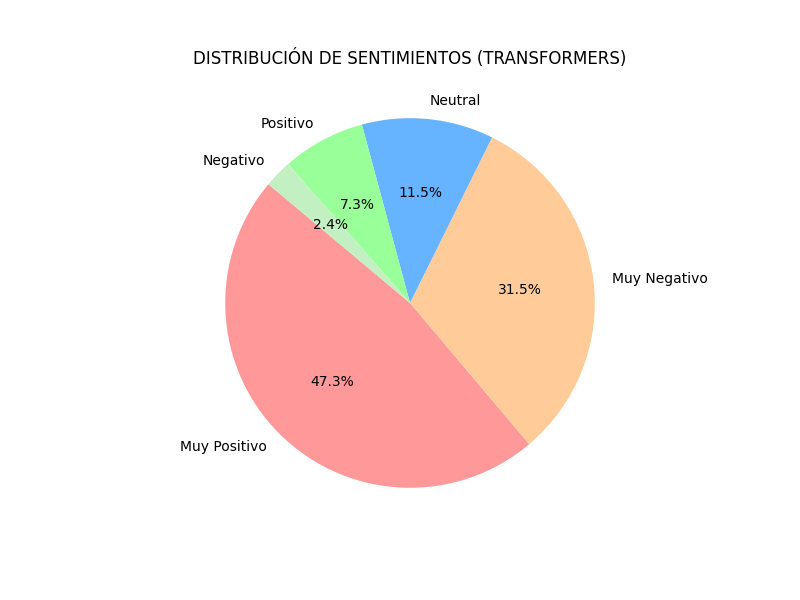 DISTRIBUCIÓN DE SENTIMIENTOS (TRANSFORMERS)
Neutral
Positivo
Negativo
11.5%
7.3%
2.4%
Muy Negativo
31.5%
47.3%
Muy Positivo